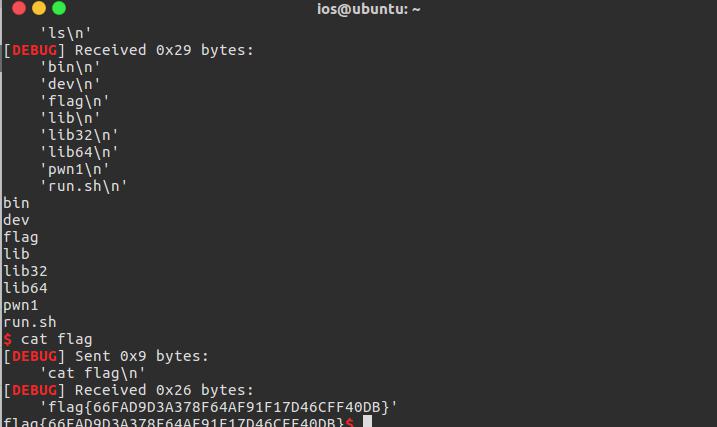 ios@ubuntu: ~
'ls\n'
[DEBUG] Received 0x29 bytes:
'bin\n'
'dev\n'
'flag\n'
'lib\n'
'lib32\n'
'lib64\n'
'pwn1\n'
'run.sh\n'
bin
dev
flag
lib
lib32
lib64
pwn1
run.sh
$ cat flag
[DEBUG] Sent 0x9 bytes:
'cat flag\n'
[DEBUG] Received 0x26 bytes:
'flag{66FAD9D3A378F64AF91F17D46CFF40DB}'
flag{66FAD9D3A378F64AF91F17D46CFF40DB}$